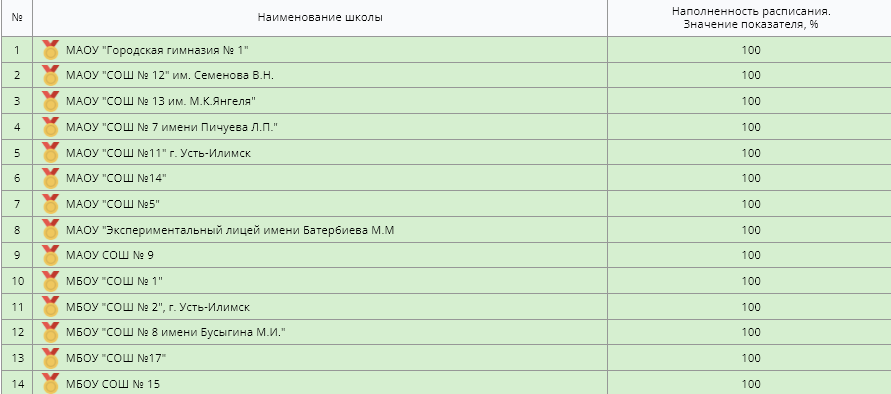 № Наименование школы Наполненность расписания.
Значение показателя, %
1 МАОУ "Городская гимназия № 1" 100
2 МАОУ "СОШ № 12" им. Семенова В.Н. 100
3 МАОУ "СОШ № 13 им. М.К.Янгеля" 100
4 МАОУ "СОШ № 7 имени Пичуева Л.П." 100
5 МАОУ "СОШ №11" г. Усть-Илимск 100
6 МАОУ "СОШ №14" 100
7 МАОУ "СОШ №5" 100
8 МАОУ "Экспериментальный лицей имени Батербиева М.М 100
9 МАОУ СОШ № 9 100
10 МБОУ "СОШ № 1" 100
11 МБОУ "СОШ № 2", г. Усть-Илимск 100
12 МБОУ "СОШ № 8 имени Бусыгина М.И." 100
13 МБОУ "СОШ №17" 100
14 МБОУ СОШ № 15 100